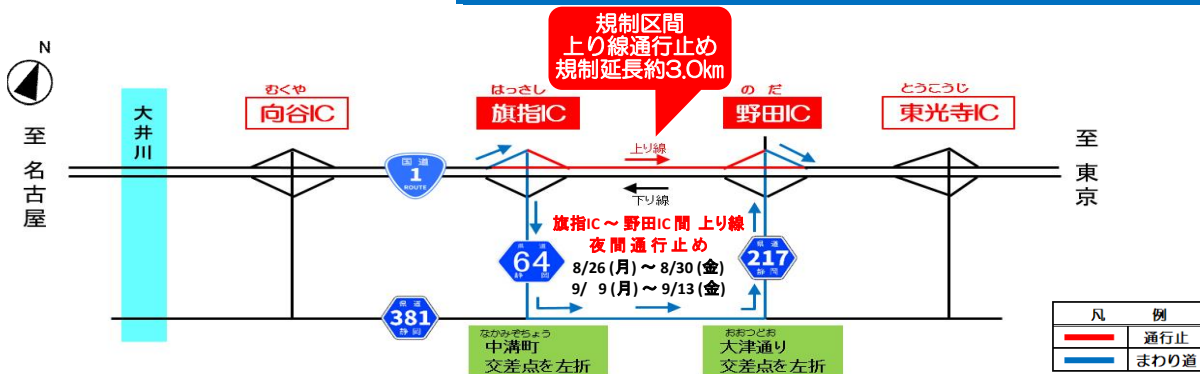 規制区間
上り線通行止め
規制延長約3.0km
N
至名古屋
大井川
むくや
向谷IC
はっさし
旗指IC
のだ
野田IC
とうこうじ
東光寺IC
至東京
国道
1
ROUTE
上り線
下り線
旗指IC～野田IC間 上り線
夜間通行止め
8/26(月)～8/30(金)
9/ 9(月)～9/13(金)
県道
64
静岡
県道
217
静岡
県道
381
静岡
なかみぞちょう
中溝町
交差点を左折
おおつどお
大津通り
交差点を左折
凡 例
通行止
まわり道